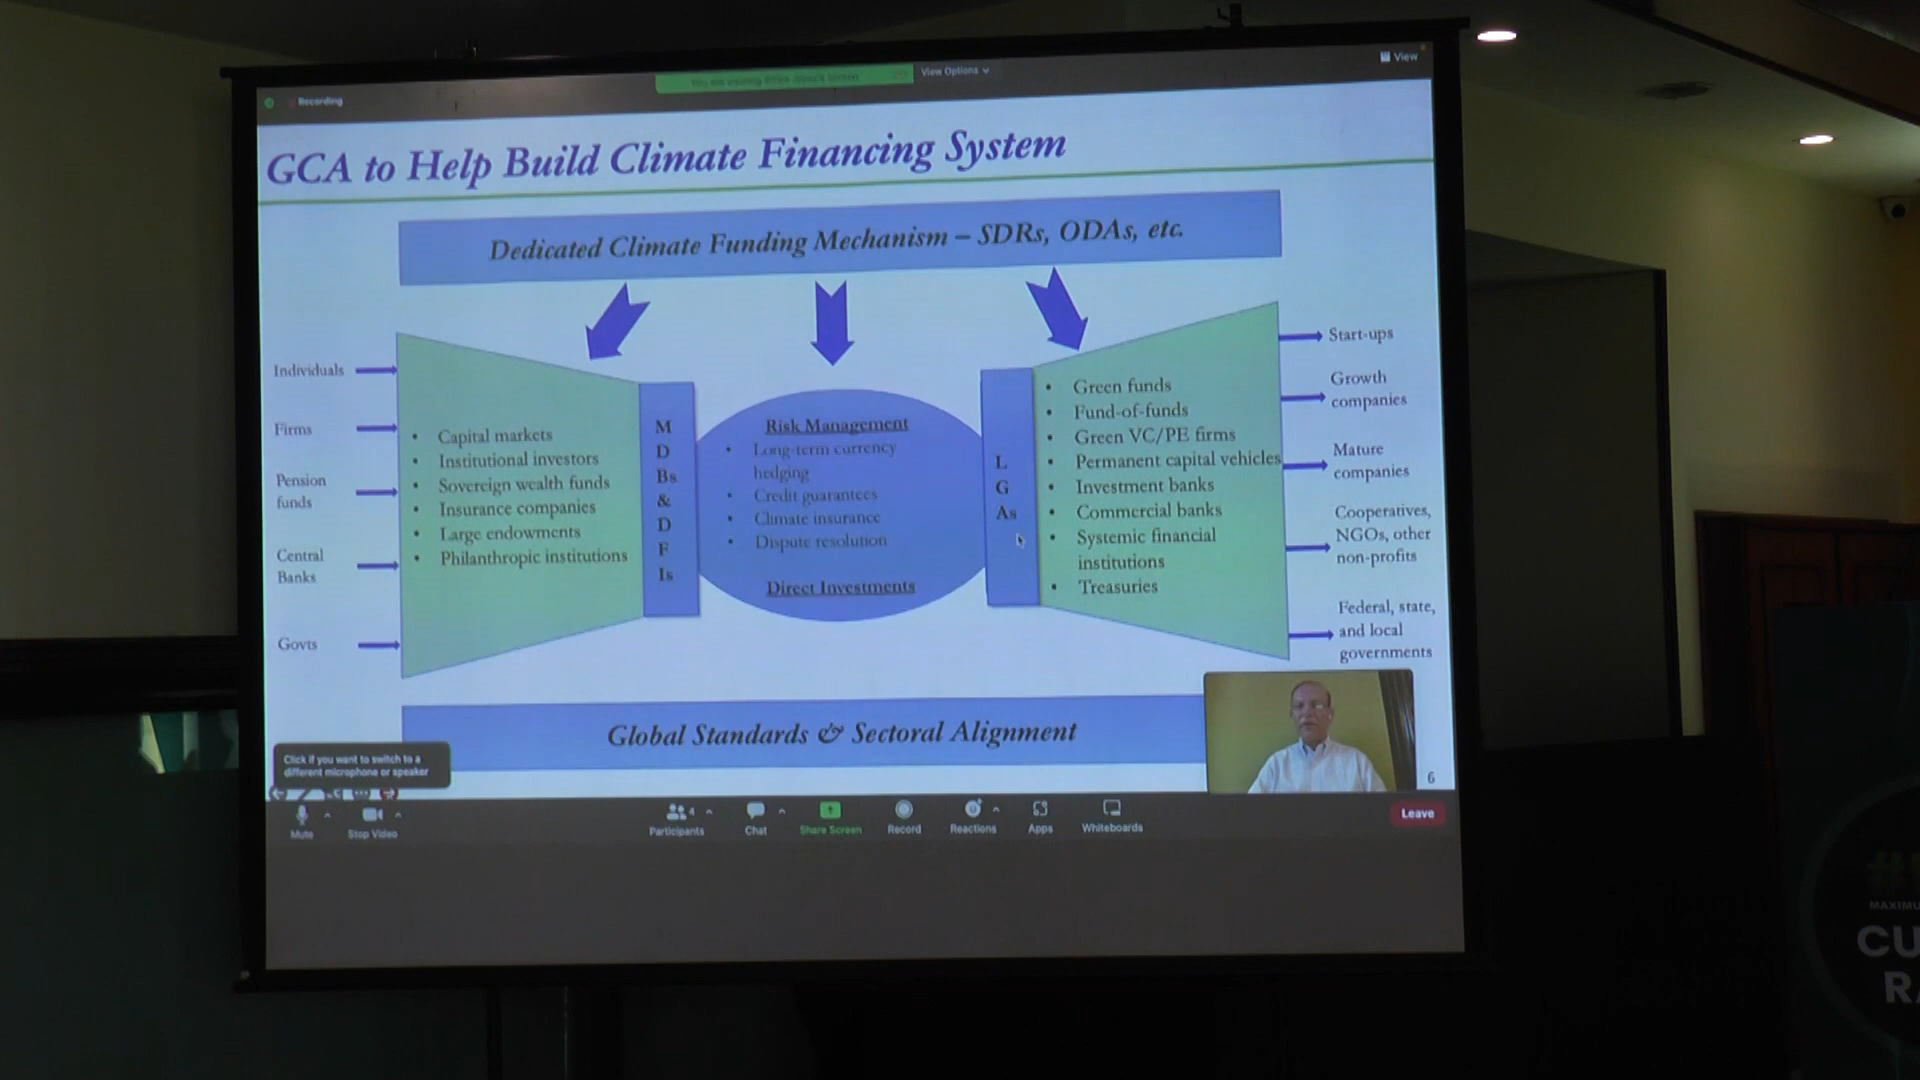 View
View Options
Recording
GCA to Help Build Climate Financing System
Dedicated Climate Funding Mechanism – SDRs, ODAs, etc.
Individuals
Firms
Pension
funds
Central
Banks
Govts
• Capital markets
• Institutional investors
• Sovereign wealth funds
• Insurance companies
• Large endowments
• Philanthropic institutions
M
D
Bs
&
D
F
Is
Risk Management
• Long-term currency
hedging
• Credit guarantees
• Climate insurance
• Dispute resolution
Direct Investments
L
G
As
• Green funds
• Fund-of-funds
• Green VC/PE firms
• Permanent capital vehicles
• Investment banks
• Commercial banks
• Systemic financial
institutions
• Treasuries
Start-ups
Growth
companies
Mature
companies
Cooperatives,
NGOs, other
non-profits
Federal, state,
and local
governments
Global Standards & Sectoral Alignment
6
Click if you want to switch to a
different microphone or speaker
Mute
Stop Video
4
Participants
Chat
Share Screen
Record
Reactions
Apps
Whiteboards
Leave
CU